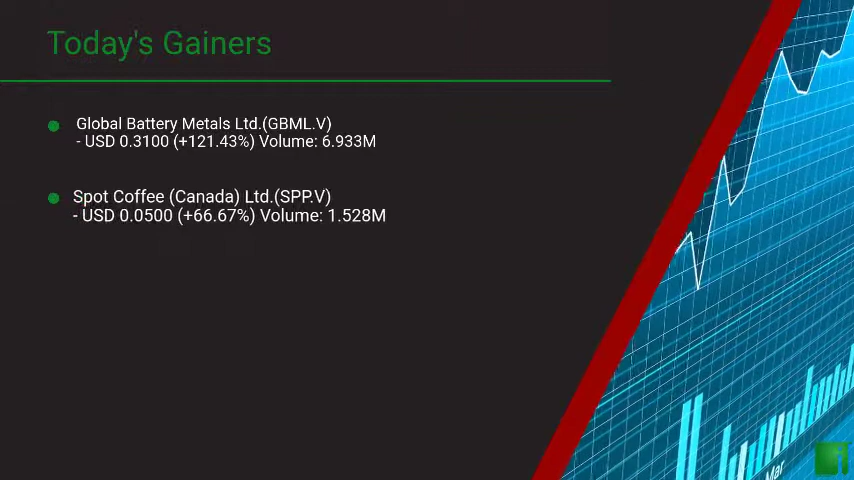 Today's Gainers
Global Battery Metals Ltd.(GBML.V)
- USD 0.3100 (+121.43%) Volume: 6.933M
Spot Coffee (Canada) Ltd.(SPP.V)
- USD 0.0500 (+66.67%) Volume: 1.528M
Mar